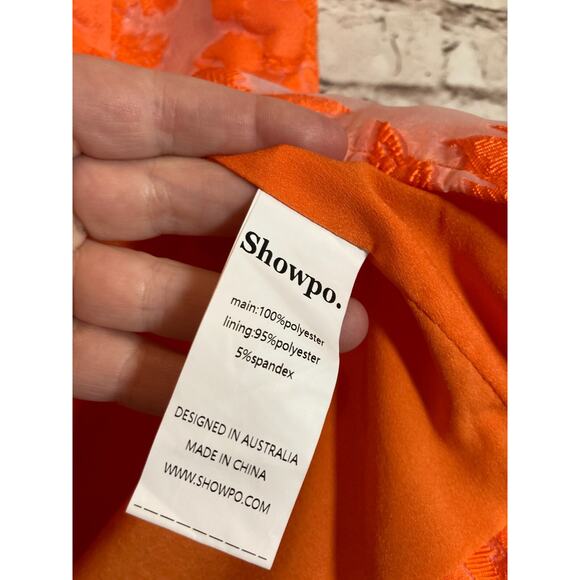 Showpo.
main:100%polyester
lining:95%polyester
5%spandex
DESIGNED IN AUSTRALIA
MADE IN CHINA
WWW.SHOWPO.COM